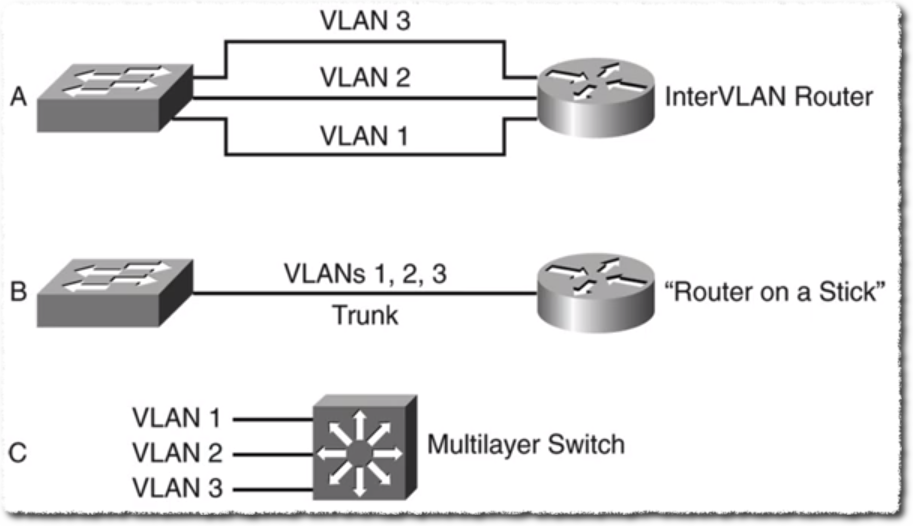 VLAN 3
A
VLAN 2
InterVLAN Router
VLAN 1
B
VLANs 1, 2, 3
"Router on a Stick"
Trunk
C
VLAN 1
VLAN 2
Multilayer Switch
VLAN 3